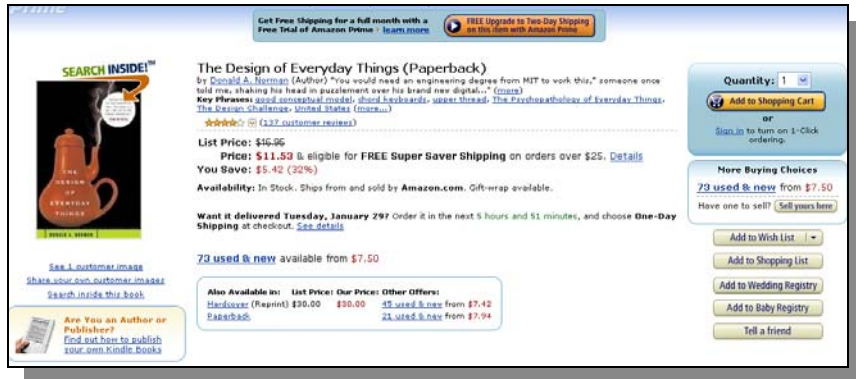 Prime
Get Free Shipping for a full month with a
Free Trial of Amazon Prime › learn more
FREE Upgrade to Two-Day Shipping
on this item with Amazon Prime
SEARCH INSIDE!™
THE
DESIGN
OF
EVERYDAY
THINGS
DONALD A. NORMAN
See 1 customer image
Share your own customer images
Search inside this book
Are You an Author or
Publisher?
Find out how to publish
your own Kindle Books
The Design of Everyday Things (Paperback)
by Donald A. Norman (Author) "You would need an engineering degree from MIT to work this," someone once
told me, shaking his head in puzzlement over his brand new digital..." (more)
Key Phrases: good conceptual model, chord keyboards, upper thread, The Psychopathology of Everyday Things,
The Design Challenge, United States (more...)
(137 customer reviews)
List Price: $16.95
Price: $11.53 & eligible for FREE Super Saver Shipping on orders over $25. Details
You Save: $5.42 (32%)
Availability: In Stock. Ships from and sold by Amazon.com. Gift-wrap available.
Want it delivered Tuesday, January 29? Order it in the next 5 hours and 51 minutes, and choose One-Day
Shipping at checkout. See details
73 used & new available from $7.50
Also Available in: List Price: Our Price: Other Offers:
Hardcover (Reprint) $30.00 $30.00 45 used & new from $7.42
Paperback 21 used & new from $7.94
Quantity: 1
Add to Shopping Cart
or
Sign in to turn on 1-Click
ordering.
More Buying Choices
73 used & new from $7.50
Have one to sell? Sell yours here
Add to Wish List
Add to Shopping List
Add to Wedding Registry
Add to Baby Registry
Tell a friend